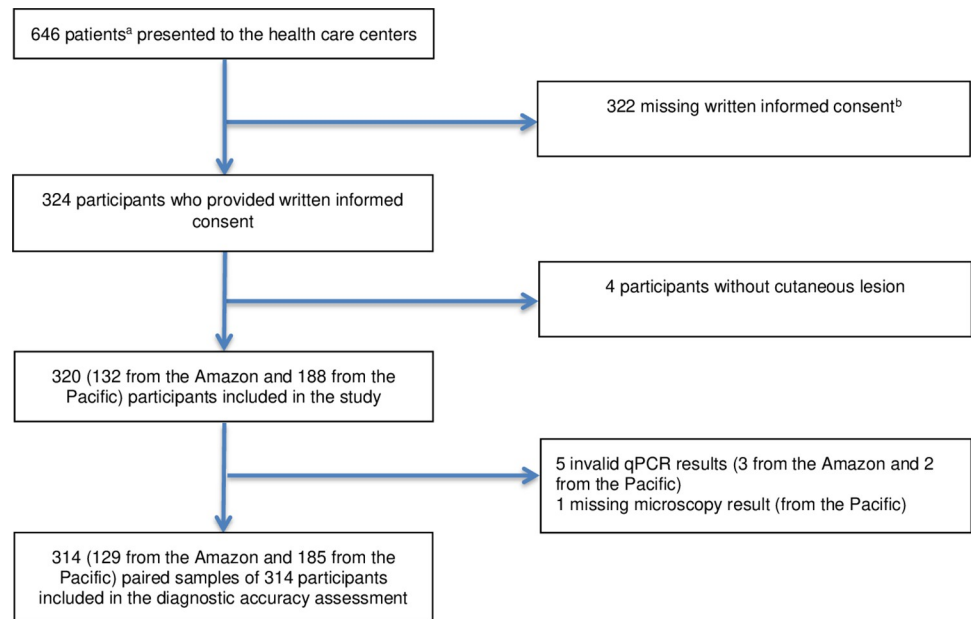 646 patientsᵃ presented to the health care centers
322 missing written informed consentᵇ
324 participants who provided written informed
consent
4 participants without cutaneous lesion
320 (132 from the Amazon and 188 from the
Pacific) participants included in the study
5 invalid qPCR results (3 from the Amazon and 2
from the Pacific)
1 missing microscopy result (from the Pacific)
314 (129 from the Amazon and 185 from the
Pacific) paired samples of 314 participants
included in the diagnostic accuracy assessment